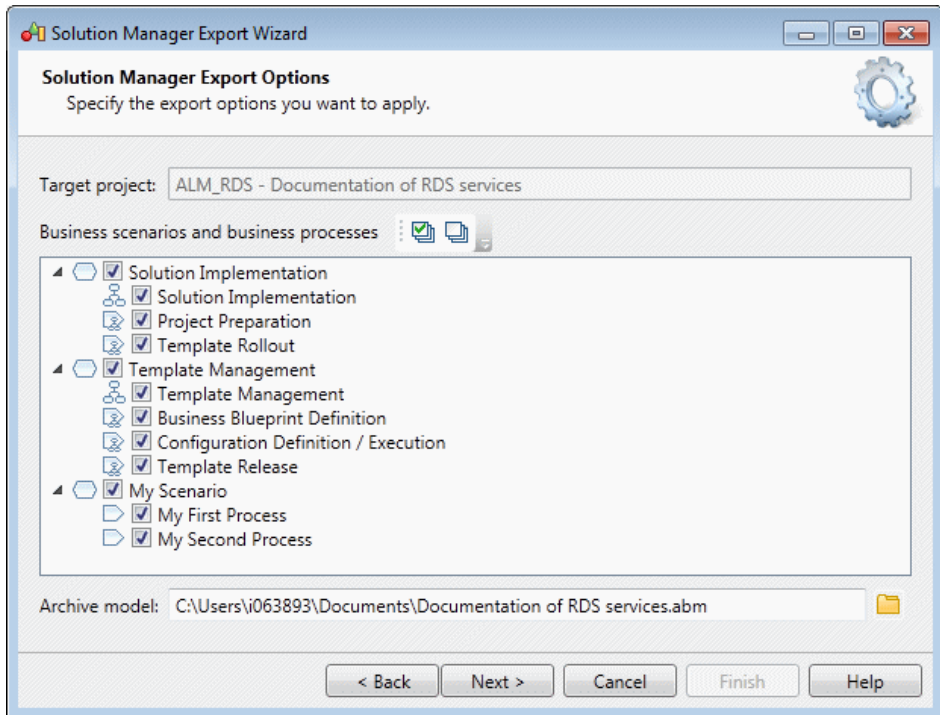 Solution Manager Export Wizard
Solution Manager Export Options
Specify the export options you want to apply.
Target project: ALM_RDS - Documentation of RDS services
Business scenarios and business processes
Solution Implementation
Solution Implementation
Project Preparation
Template Rollout
Template Management
Template Management
Business Blueprint Definition
Configuration Definition / Execution
Template Release
My Scenario
My First Process
My Second Process
Archive model: C:\Users\i063893\Documents\Documentation of RDS services.abm
< Back Next > Cancel Finish Help